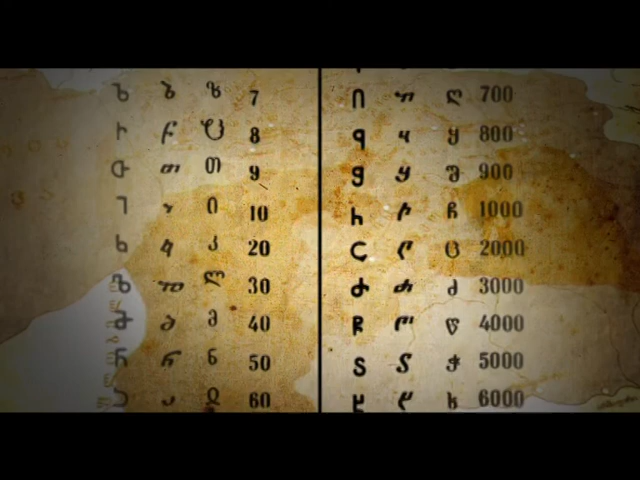 Ⴆ ⴆ ზ 7
Ⴡ ⴡ ჱ 8
Ⴇ ⴇ თ 9
Ⴈ ⴈ ი 10
Ⴉ ⴉ კ 20
Ⴊ ⴊ ლ 30
Ⴋ ⴋ მ 40
Ⴌ ⴌ ნ 50
Ⴢ ⴢ ჲ 60
Ⴖ ⴖ ღ 700
Ⴗ ⴗ ყ 800
Ⴘ ⴘ შ 900
Ⴙ ⴙ ჩ 1000
Ⴚ ⴚ ც 2000
Ⴛ ⴛ ძ 3000
Ⴜ ⴜ წ 4000
Ⴝ ⴝ ჭ 5000
Ⴞ ⴞ ხ 6000